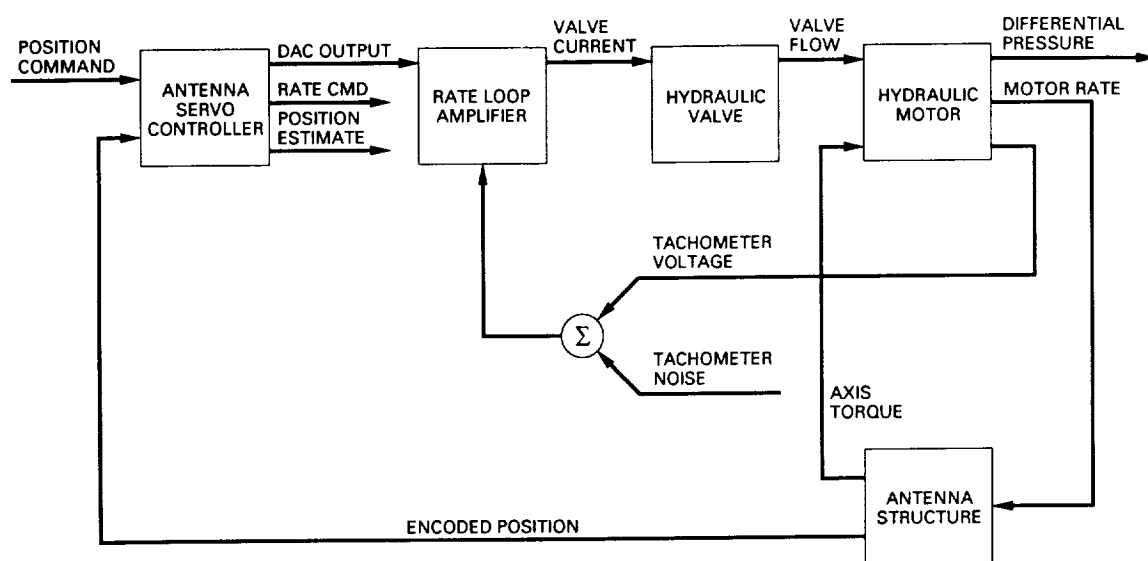 POSITION
COMMAND
ANTENNA
SERVO
CONTROLLER
DAC OUTPUT
RATE CMD
POSITION
ESTIMATE
RATE LOOP
AMPLIFIER
VALVE
CURRENT
HYDRAULIC
VALVE
VALVE
FLOW
HYDRAULIC
MOTOR
DIFFERENTIAL
PRESSURE
MOTOR RATE
TACHOMETER
VOLTAGE
Σ
TACHOMETER
NOISE
AXIS
TORQUE
ANTENNA
STRUCTURE
ENCODED POSITION